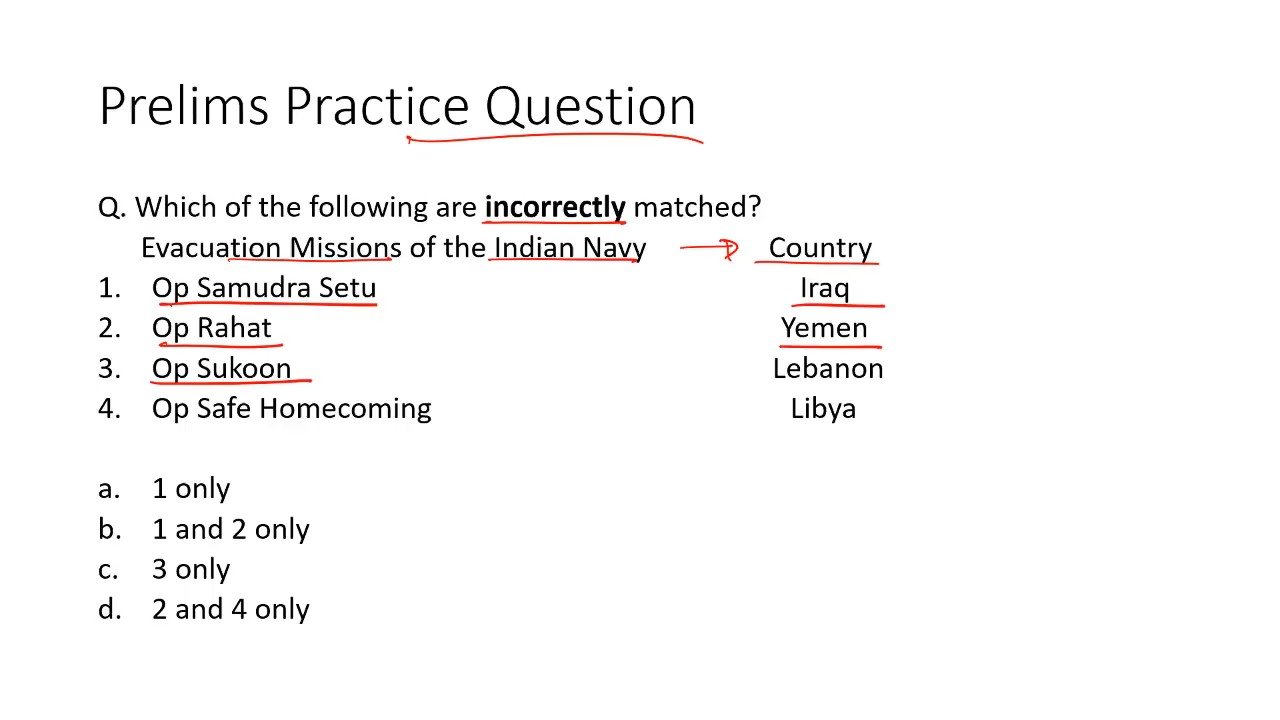 Prelims Practice Question
Q. Which of the following are incorrectly matched?
Evacuation Missions of the Indian Navy Country
1. Op Samudra Setu Iraq
2. Op Rahat Yemen
3. Op Sukoon Lebanon
4. Op Safe Homecoming Libya
a. 1 only
b. 1 and 2 only
c. 3 only
d. 2 and 4 only